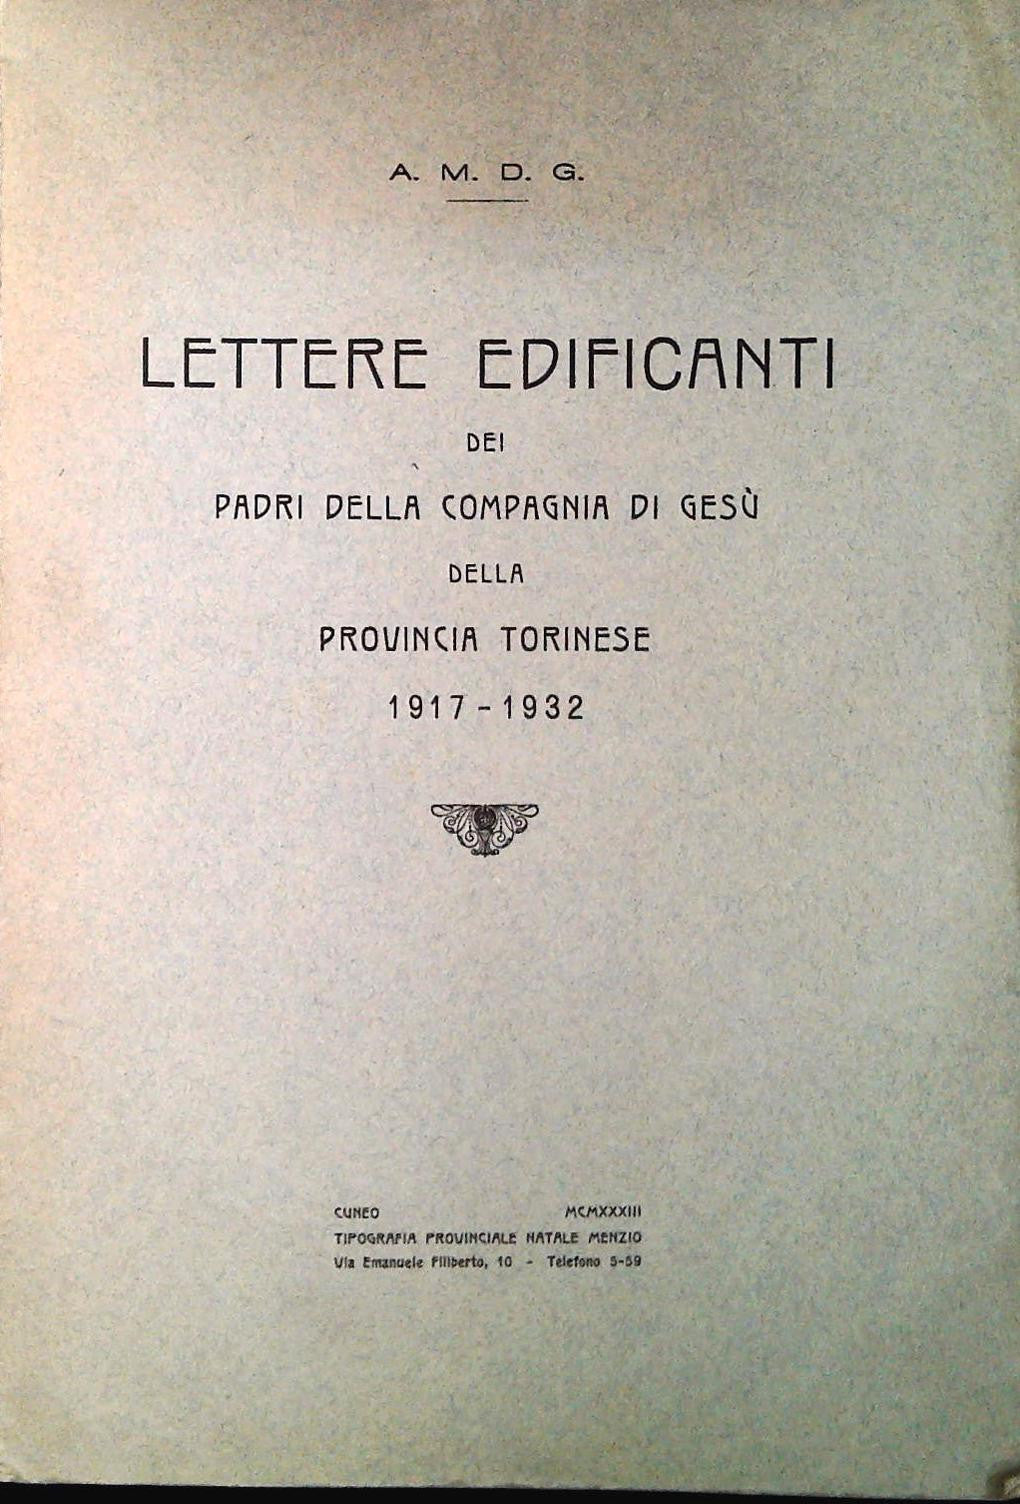 A. M. D. G.
LETTERE EDIFICANTI
DEI
PADRI DELLA COMPAGNIA DI GESÙ
DELLA
PROVINCIA TORINESE
1917 - 1932
CUNEO MCMXXXIII
TIPOGRAFIA PROVINCIALE NATALE MENZIO
Via Emanuele Filiberto, 10 - Telefono 5-59